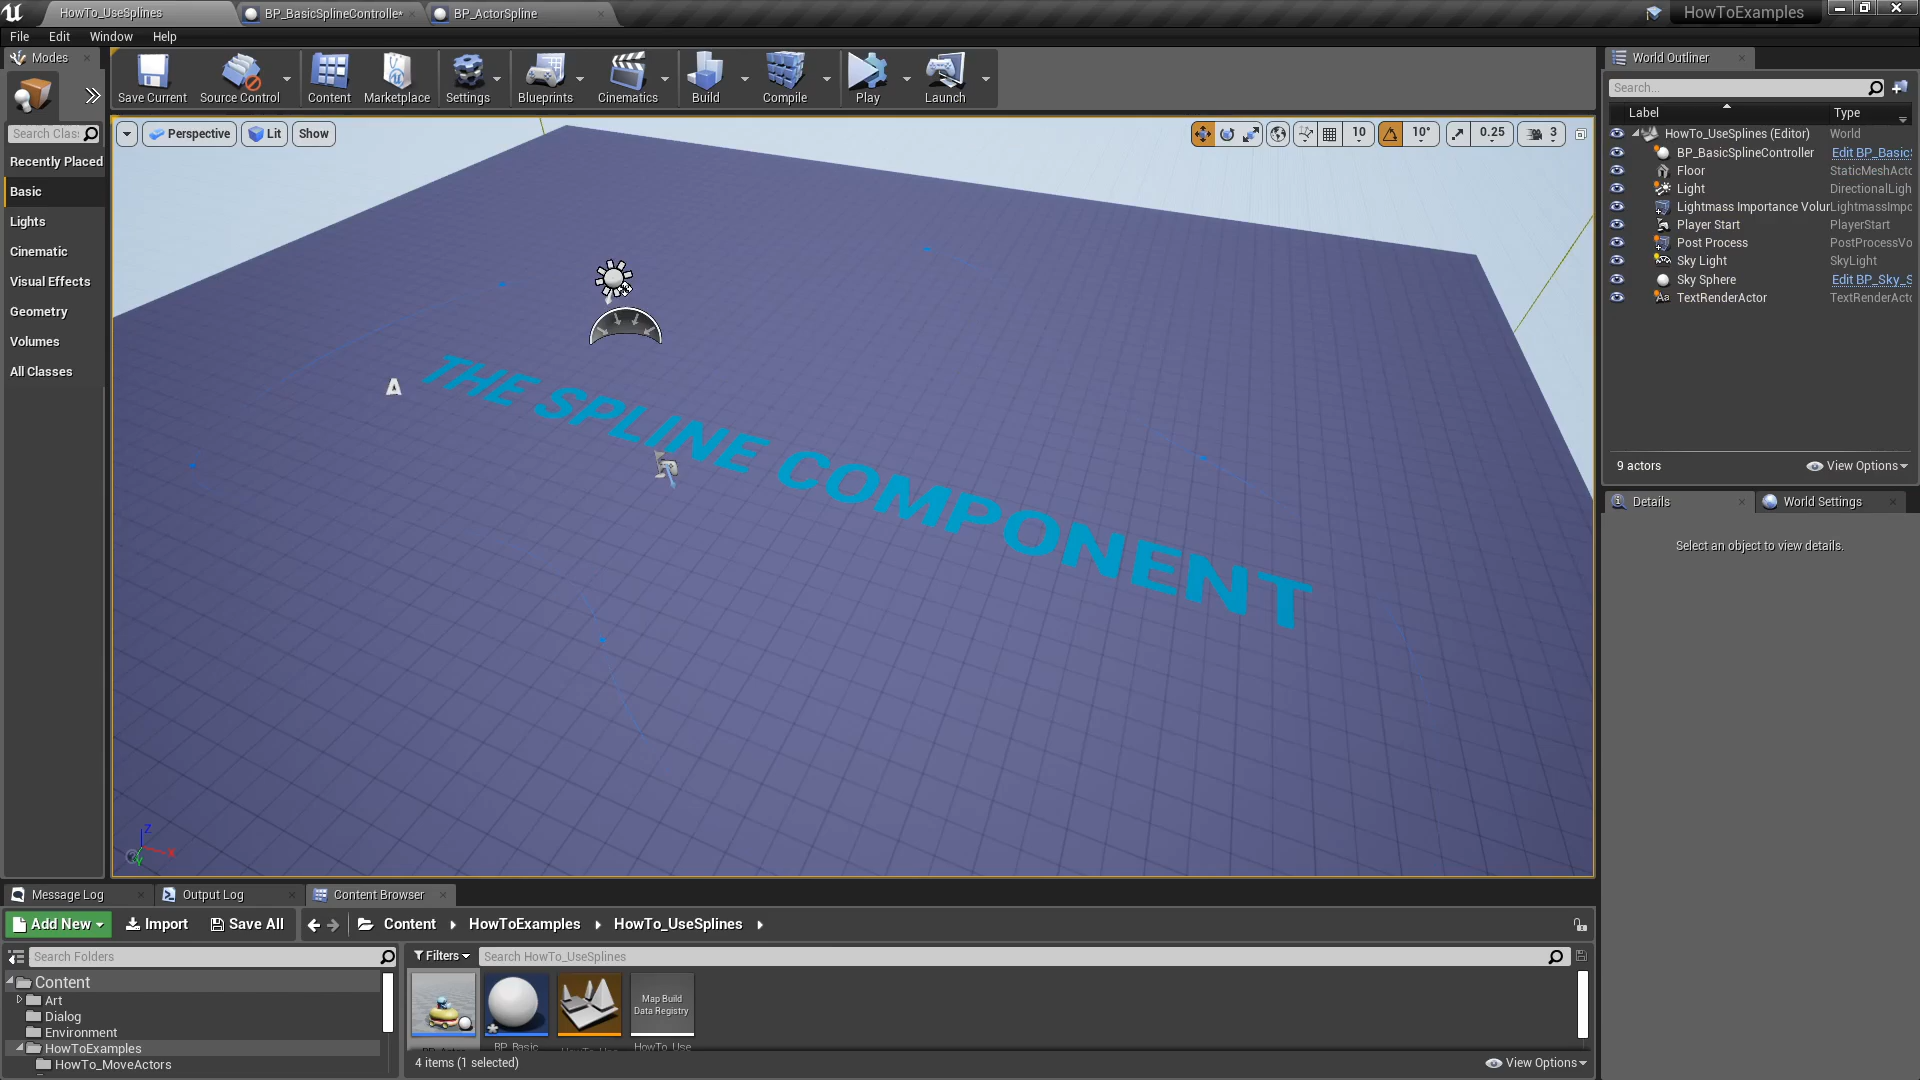 HowTo_UseSplines
BP_BasicSplineControlle*
BP_ActorSpline
HowToExamples
File Edit Window Help
Modes
Save Current
Source Control
Content
Marketplace
Settings
Blueprints
Cinematics
Build
Compile
Play
Launch
World Outliner
Search...
Label
Type
HowTo_UseSplines (Editor) World
BP_BasicSplineController Edit BP_Basic
Floor StaticMeshActo
Light DirectionalLigh
Lightmass Importance Volur LightmassImpo
Player Start PlayerStart
Post Process PostProcessVo
Sky Light SkyLight
Sky Sphere Edit BP_Sky_S
TextRenderActor TextRenderActo
9 actors
View Options
Details
World Settings
Select an object to view details.
Search Clas
Recently Placed
Basic
Lights
Cinematic
Visual Effects
Geometry
Volumes
All Classes
Perspective
Lit
Show
10
10°
0.25
3
A
THE SPLINE COMPONENT
Z
X
Y
Message Log
Output Log
Content Browser
Add New
Import
Save All
Content
HowToExamples
HowTo_UseSplines
Search Folders
Filters
Search HowTo_UseSplines
Content
Art
Dialog
Environment
HowToExamples
HowTo_MoveActors
Map Build
Data Registry
BP_Basic
HowTo_Use
4 items (1 selected)
View Options